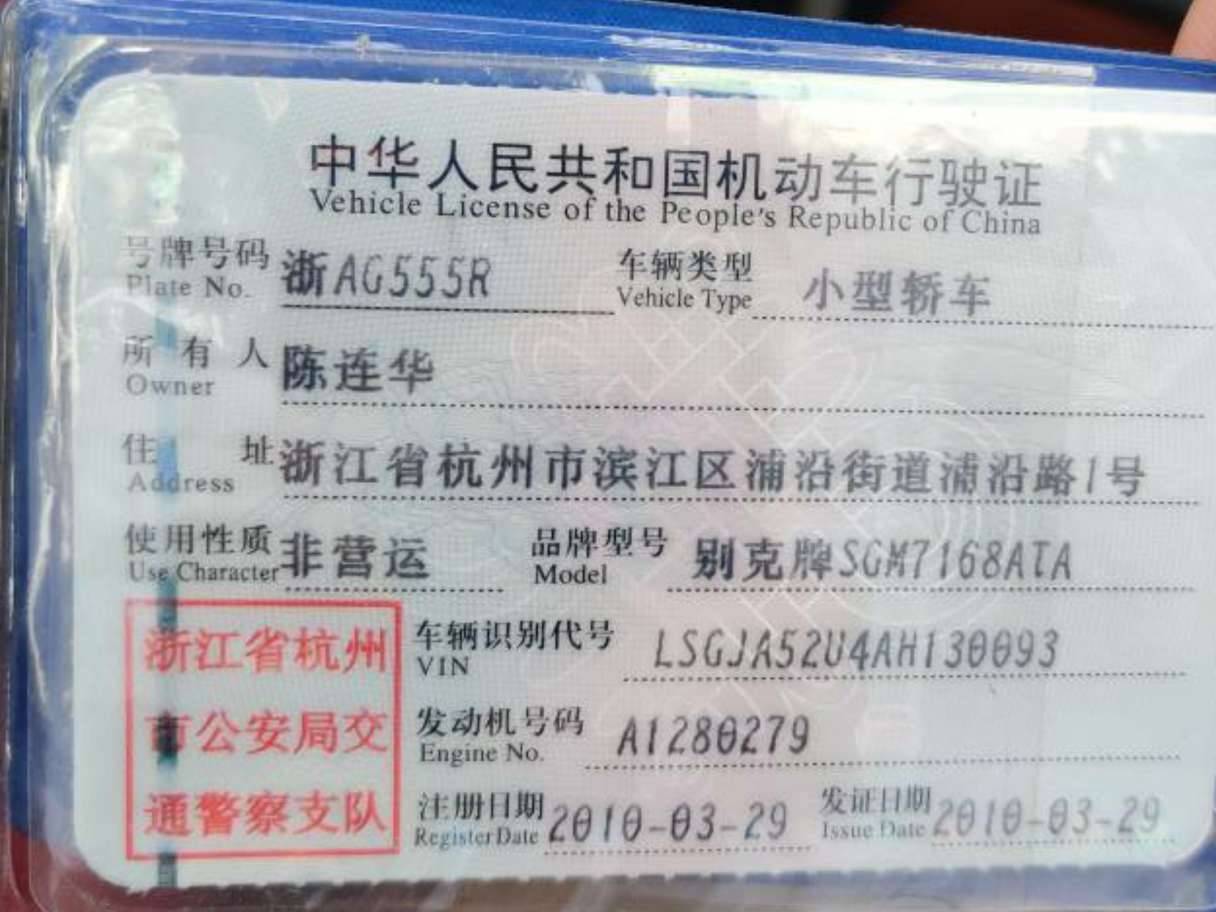 中华人民共和国机动车行驶证
Vehicle License of the People's Republic of China
号牌号码 浙AG555R 车辆类型 小型轿车
Plate No. Vehicle Type
所有人 陈连华
Owner
住址 浙江省杭州市滨江区浦沿街道浦沿路1号
Address
使用性质 非营运 品牌型号 别克牌SGM7168ATA
Use Character Model
浙江省杭州 车辆识别代号 LSGJA52U4AH130093
VIN
市公安局交 发动机号码 A1280279
Engine No.
通警察支队 注册日期 2010-03-29 发证日期 2010-03-29
Register Date Issue Date